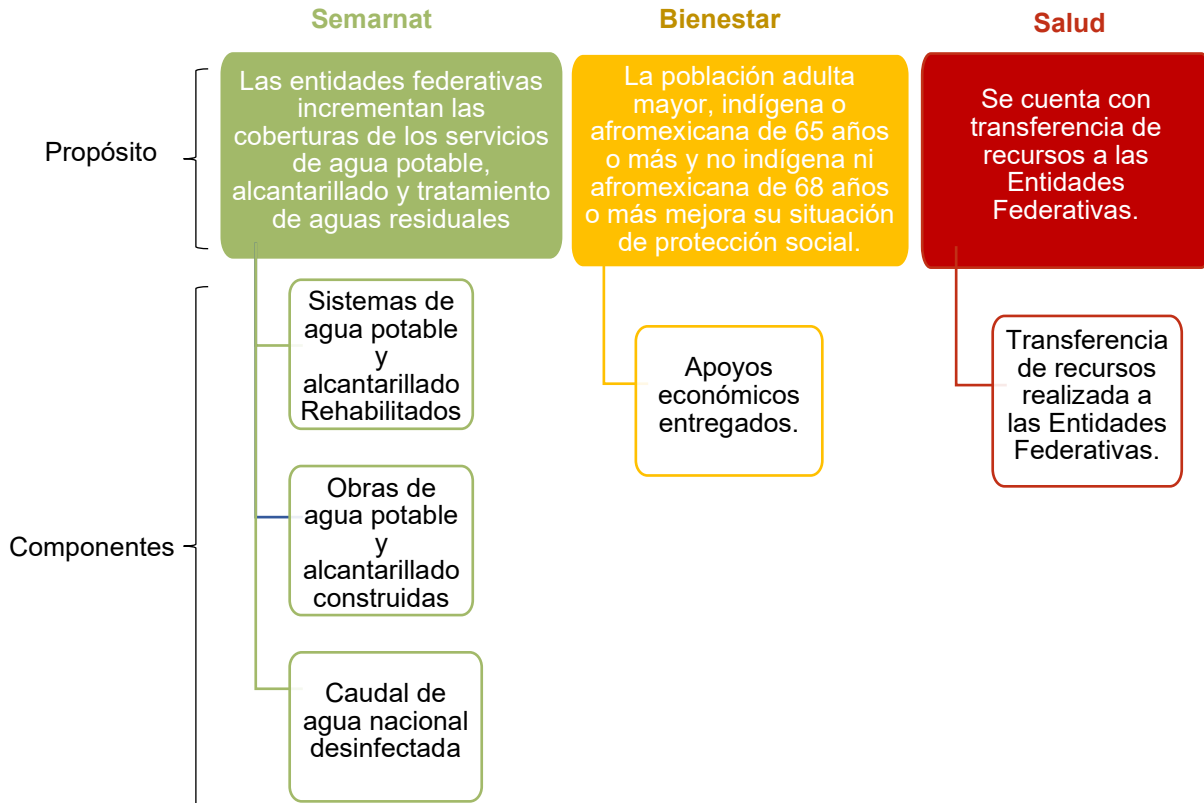 Semarnat
Bienestar
Salud
Propósito
Las entidades federativas
incrementan las
coberturas de los servicios
de agua potable,
alcantarillado y tratamiento
de aguas residuales
La población adulta
mayor, indígena o
afromexicana de 65 años
o más y no indígena ni
afromexicana de 68 años
o más mejora su situación
de protección social.
Se cuenta con
transferencia de
recursos a las
Entidades
Federativas.
Componentes
Sistemas de
agua potable
y
alcantarillado
Rehabilitados
Obras de
agua potable
y
alcantarillado
construidas
Caudal de
agua nacional
desinfectada
Apoyos
económicos
entregados.
Transferencia
de recursos
realizada a
las Entidades
Federativas.